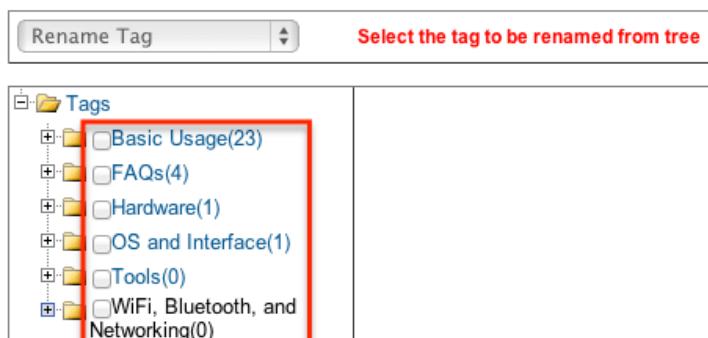 Rename Tag
Select the tag to be renamed from tree
Tags
Basic Usage(23)
FAQs(4)
Hardware(1)
OS and Interface(1)
Tools(0)
WiFi, Bluetooth, and
Networking(0)